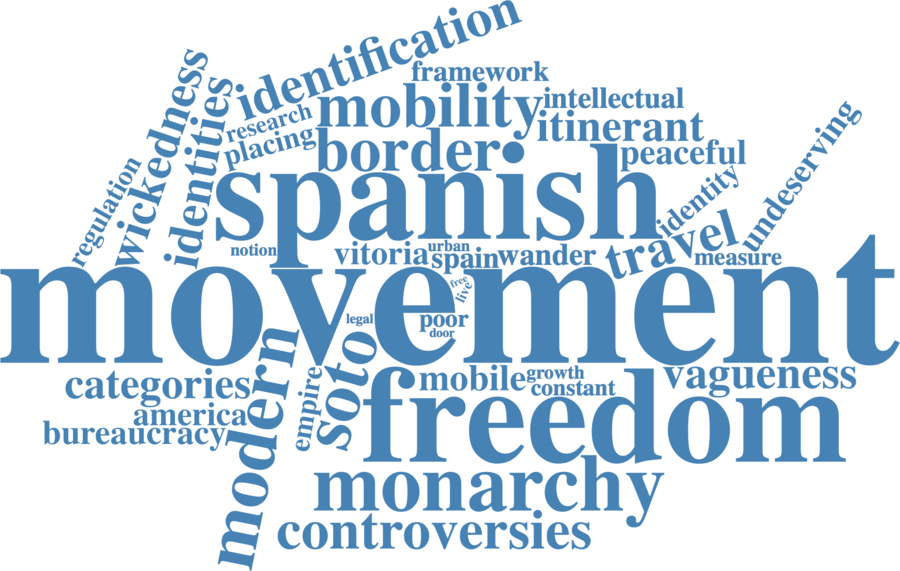 identification
framework
wickedness
identities
research
mobility
intellectual
placing
itinerant
border
peaceful
undeserving
regulation
spanish
identity
notion
vitoria
urban
spain
wander
travel
measure
movement
free
live
legal
poor
door
modern
soto
categories
empire
mobile
growth
constant
vagueness
america
freedom
bureaucracy
monarchy
controversies